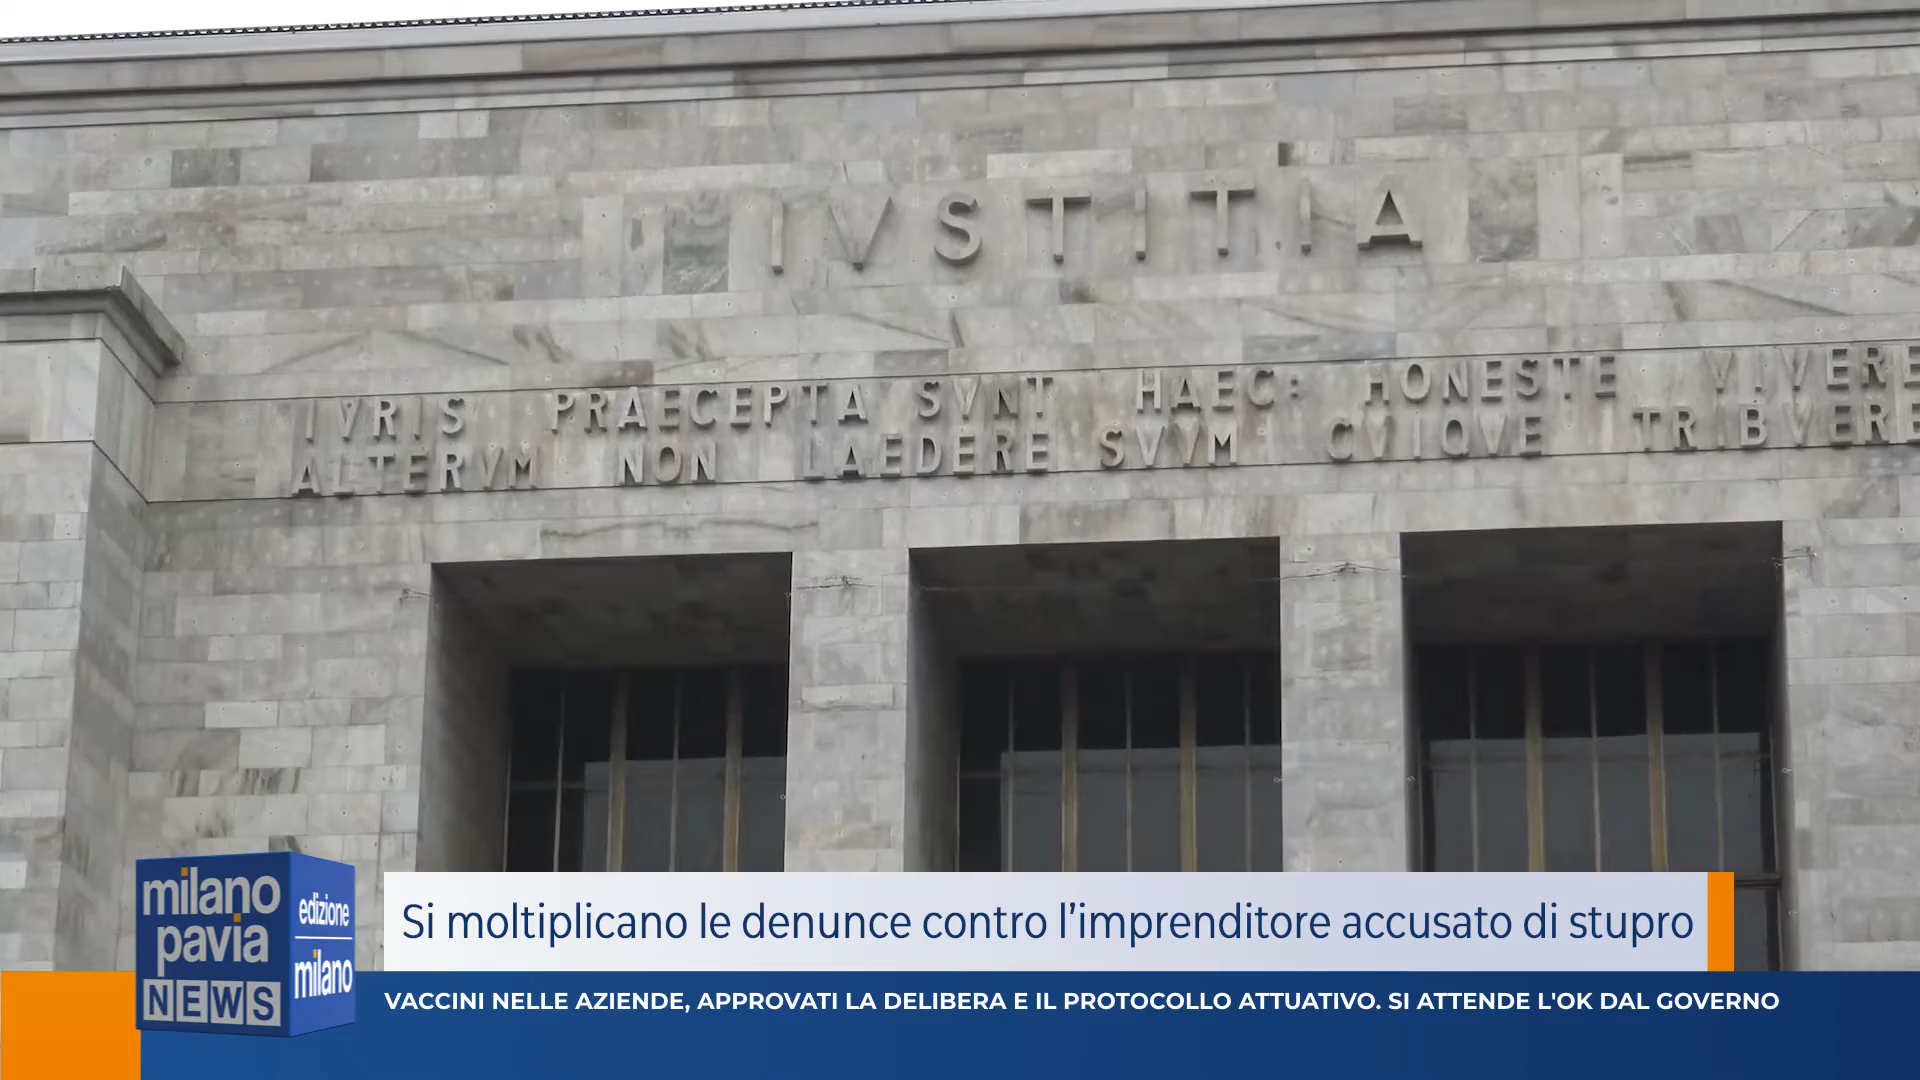 IVSTITIA
IVRIS PRAECEPTA SVNT HAEC: HONESTE VIVERE
ALTERVM NON LAEDERE SVVM CVIQVE TRIBVERE
milano
pavia
NEWS
edizione
milano
Si moltiplicano le denunce contro l’imprenditore accusato di stupro
VACCINI NELLE AZIENDE, APPROVATI LA DELIBERA E IL PROTOCOLLO ATTUATIVO. SI ATTENDE L'OK DAL GOVERNO